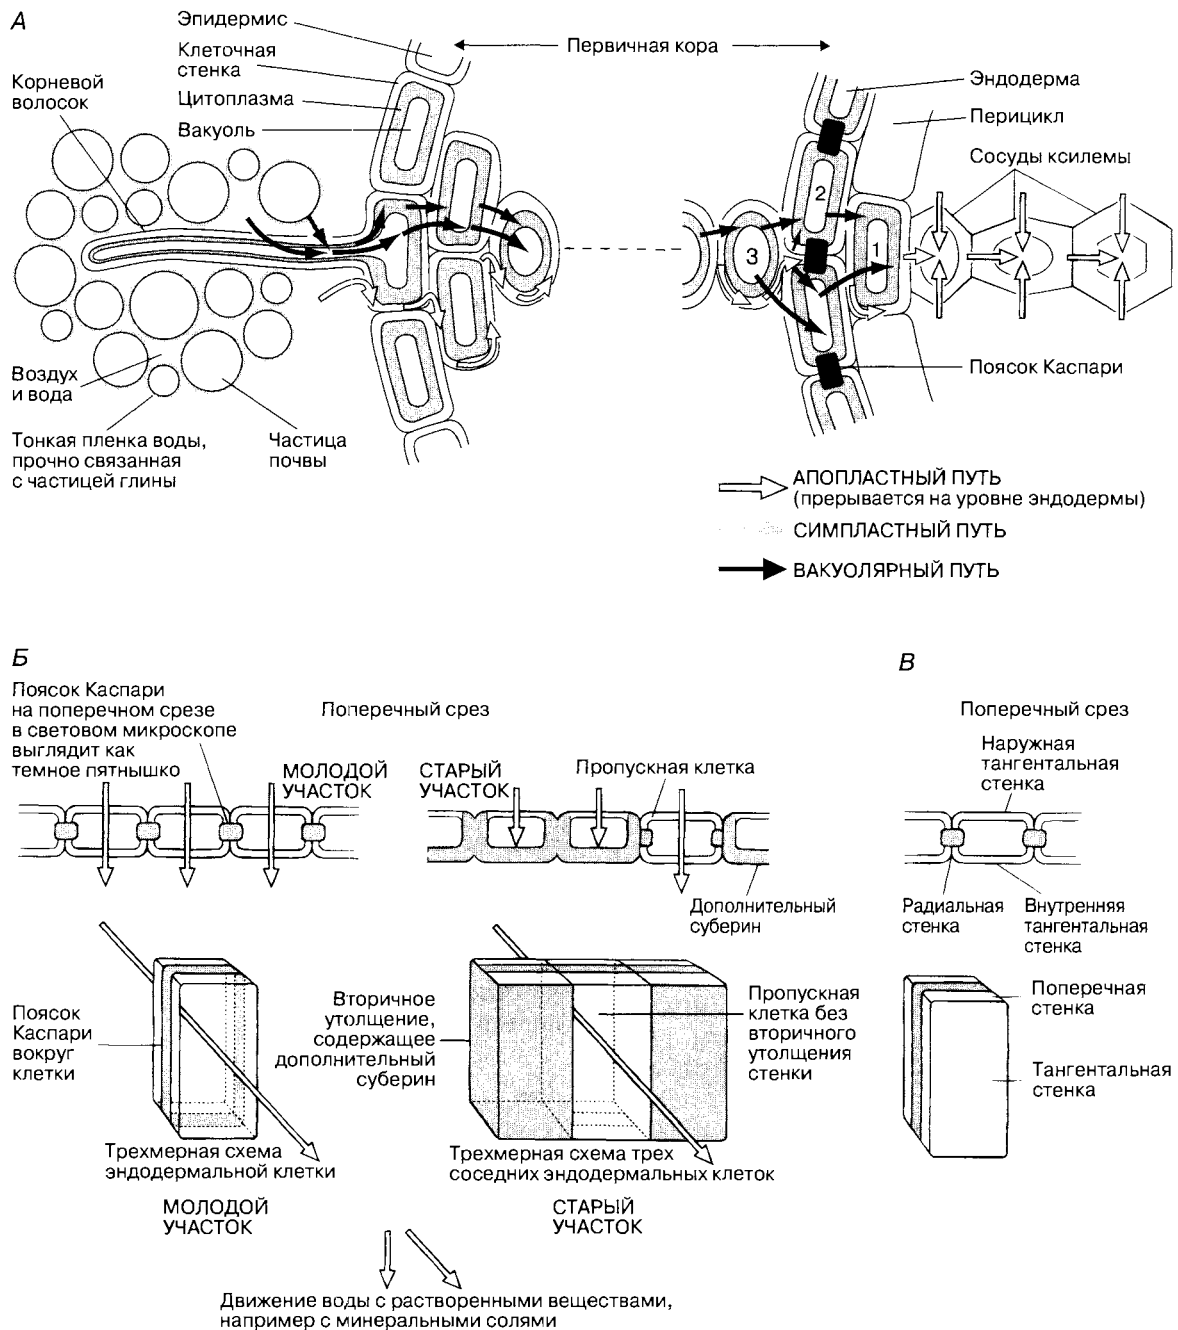 А
Эпидермис
Клеточная
стенка
Цитоплазма
Вакуоль
Корневой
волосок
Первичная кора
Эндодерма
Перицикл
Сосуды ксилемы
2
1
3
Воздух
и вода
Тонкая пленка воды,
прочно связанная
с частицей глины
Частица
почвы
Поясок Каспари
АПОПЛАСТНЫЙ ПУТЬ
(прерывается на уровне эндодермы)
СИМПЛАСТНЫЙ ПУТЬ
ВАКУОЛЯРНЫЙ ПУТЬ
Б
Поясок Каспари
на поперечном срезе
в световом микроскопе
выглядит как
темное пятнышко
Поперечный срез
МОЛОДОЙ
УЧАСТОК
СТАРЫЙ
УЧАСТОК
Пропускная клетка
Дополнительный
суберин
Поясок
Каспари
вокруг
клетки
Вторичное
утолщение,
содержащее
дополнительный
суберин
Пропускная
клетка без
вторичного
утолщения
стенки
Трехмерная схема
эндодермальной клетки
МОЛОДОЙ
УЧАСТОК
Трехмерная схема трех
соседних эндодермальных клеток
СТАРЫЙ
УЧАСТОК
Движение воды с растворенными веществами,
например с минеральными солями
В
Поперечный срез
Наружная
тангентальная
стенка
Радиальная
стенка
Внутренняя
тангентальная
стенка
Поперечная
стенка
Тангентальная
стенка